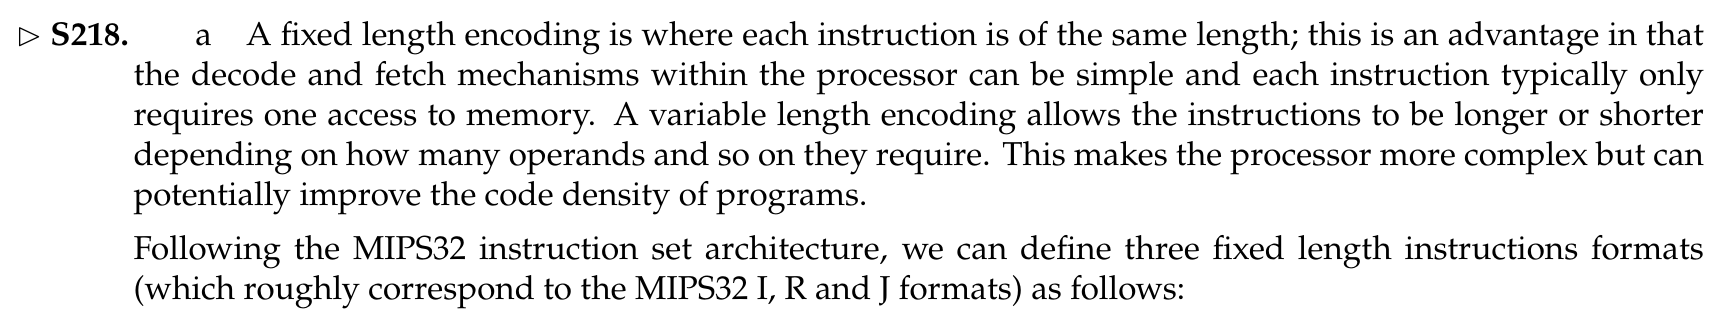 ▷ S218. a A fixed length encoding is where each instruction is of the same length; this is an advantage in that
the decode and fetch mechanisms within the processor can be simple and each instruction typically only
requires one access to memory. A variable length encoding allows the instructions to be longer or shorter
depending on how many operands and so on they require. This makes the processor more complex but can
potentially improve the code density of programs.
Following the MIPS32 instruction set architecture, we can define three fixed length instructions formats
(which roughly correspond to the MIPS32 I, R and J formats) as follows: